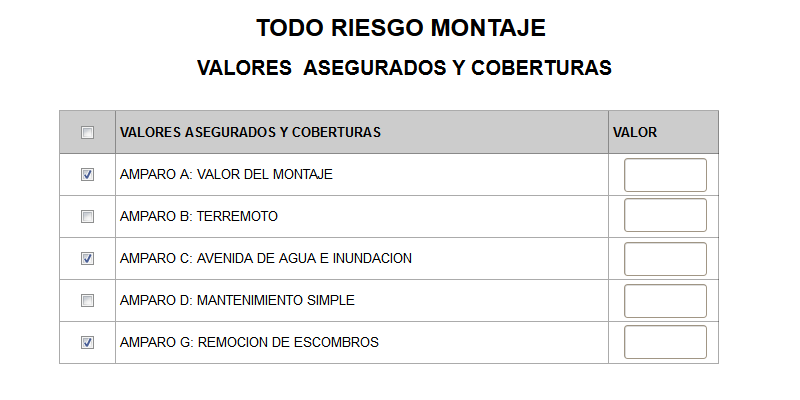 TODO RIESGO MONTAJE
VALORES ASEGURADOS Y COBERTURAS
VALORES ASEGURADOS Y COBERTURAS VALOR
AMPARO A: VALOR DEL MONTAJE
AMPARO B: TERREMOTO
AMPARO C: AVENIDA DE AGUA E INUNDACION
AMPARO D: MANTENIMIENTO SIMPLE
AMPARO G: REMOCION DE ESCOMBROS